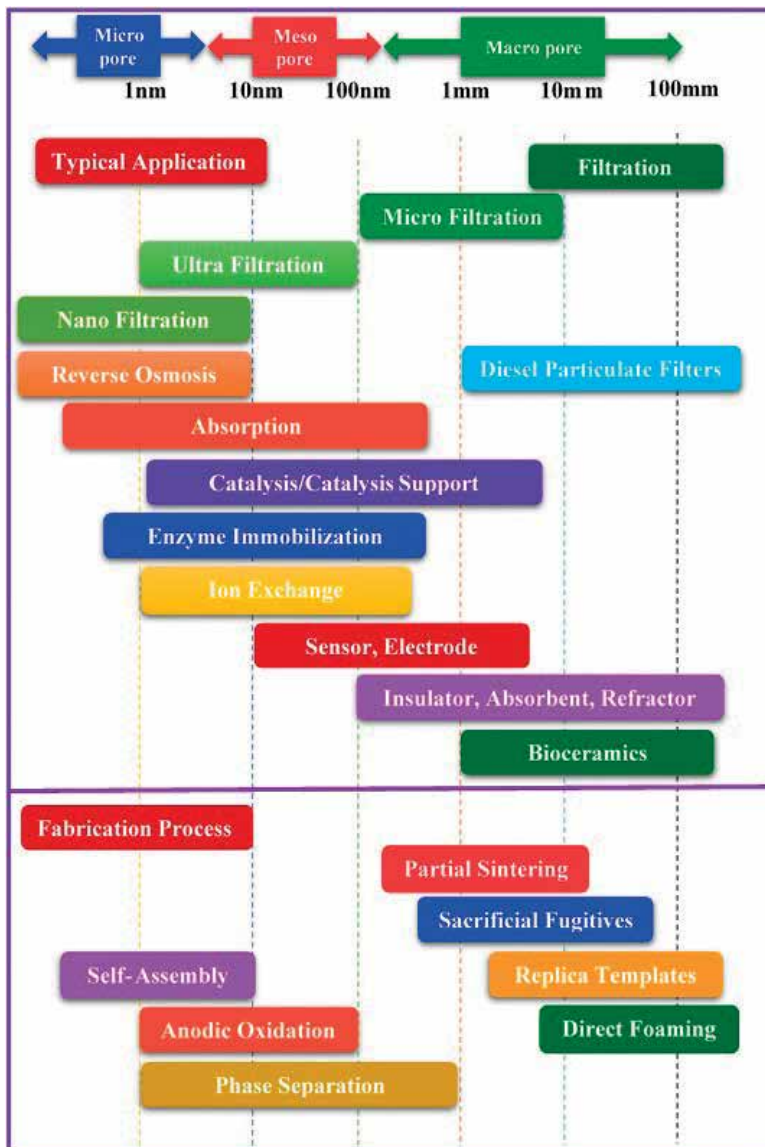 Micro
pore
Meso
pore
Macro pore
1nm
10nm
100nm
1mm
10mm
100mm
Typical Application
Filtration
Micro Filtration
Ultra Filtration
Nano Filtration
Reverse Osmosis
Diesel Particulate Filters
Absorption
Catalysis/Catalysis Support
Enzyme Immobilization
Ion Exchange
Sensor, Electrode
Insulator, Absorbent, Refractor
Bioceramics
Fabrication Process
Partial Sintering
Sacrificial Fugitives
Self-Assembly
Replica Templates
Anodic Oxidation
Direct Foaming
Phase Separation